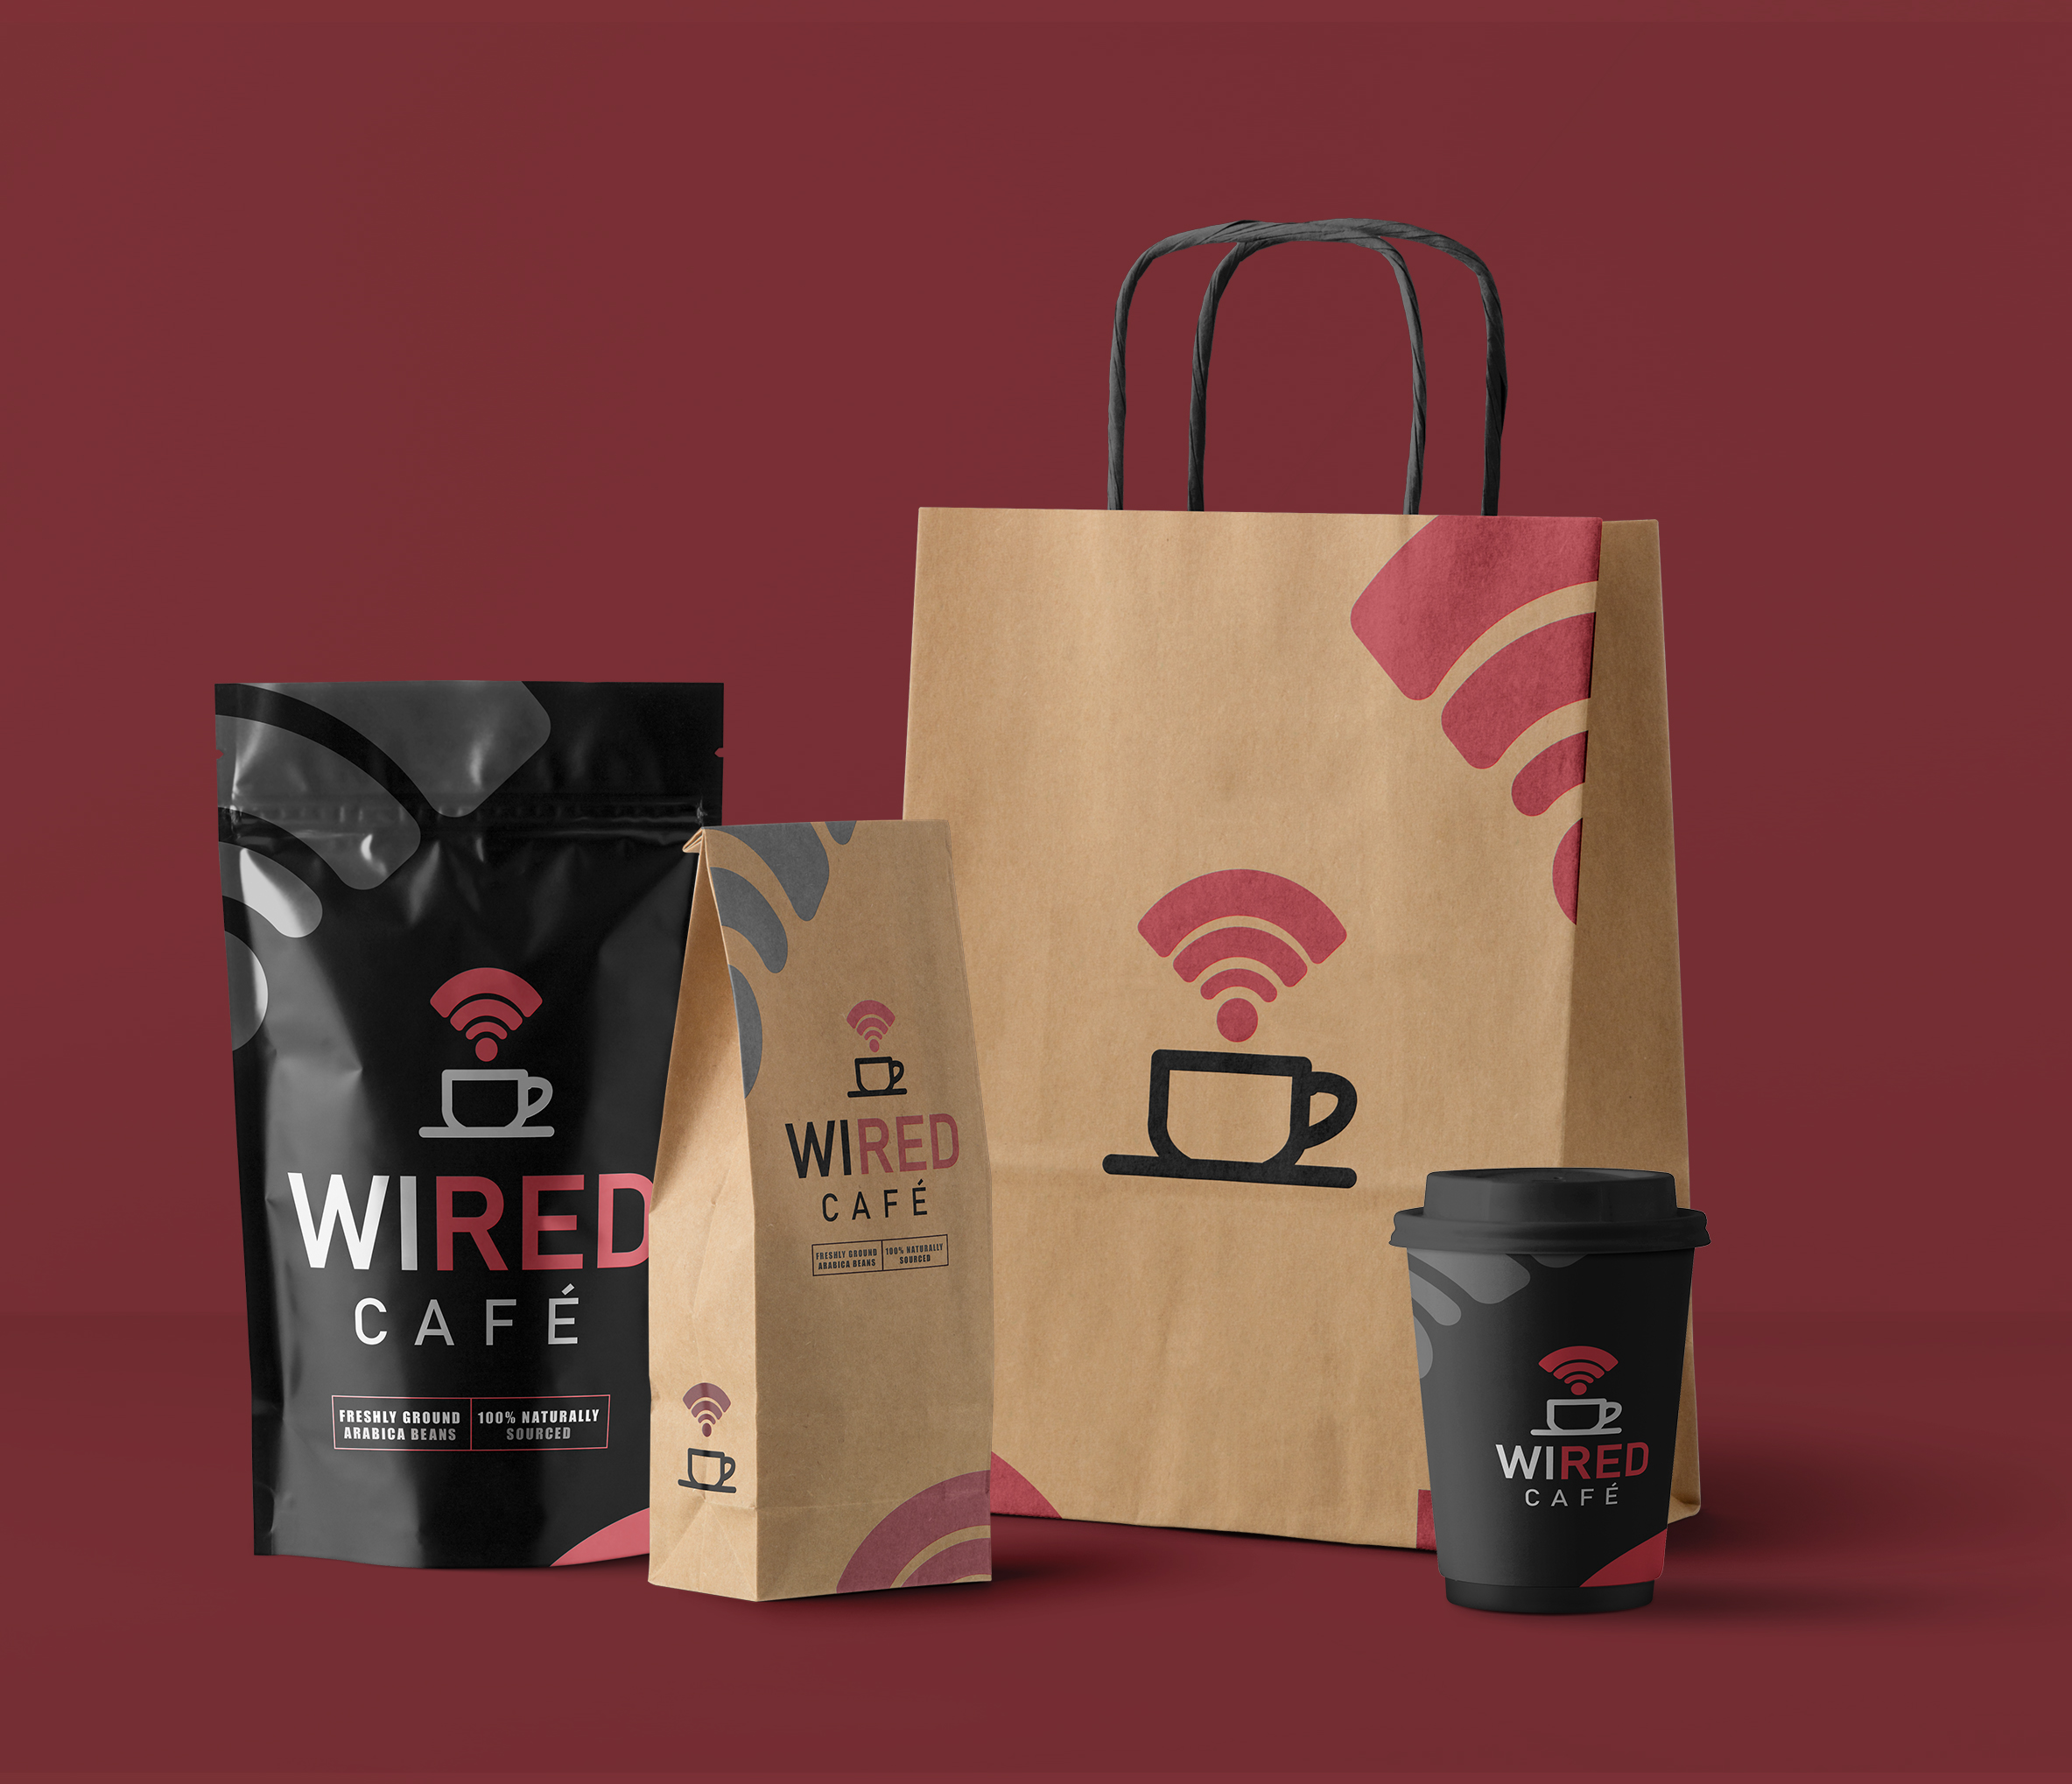 WIRED
CAFÉ
FRESHLY GROUND
ARABICA BEANS
100% NATURALLY
SOURCED
WIRED
CAFÉ
FRESHLY GROUND
ARABICA BEANS
100% NATURALLY
SOURCED
WIRED
CAFÉ